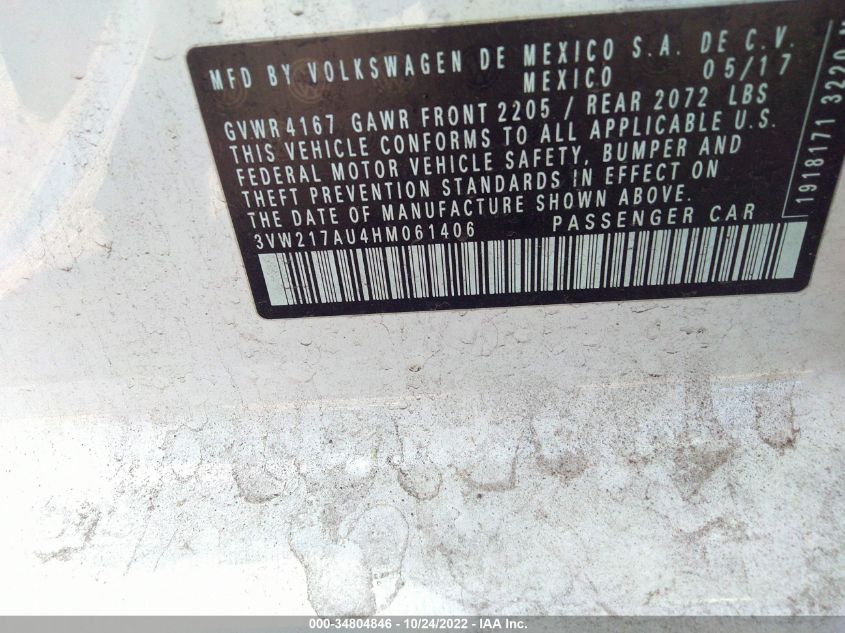 MFD BY VOLKSWAGEN DE MEXICO S.A. DE C.V.
MEXICO 05/17
GVWR 4167 GAWR FRONT 2205 / REAR 2072 LBS
THIS VEHICLE CONFORMS TO ALL APPLICABLE U.S.
FEDERAL MOTOR VEHICLE SAFETY, BUMPER AND
THEFT PREVENTION STANDARDS IN EFFECT ON
THE DATE OF MANUFACTURE SHOWN ABOVE.
3VW217AU4HM061406 PASSENGER CAR
1918171 3220
000-34804846 - 10/24/2022 - IAA Inc.